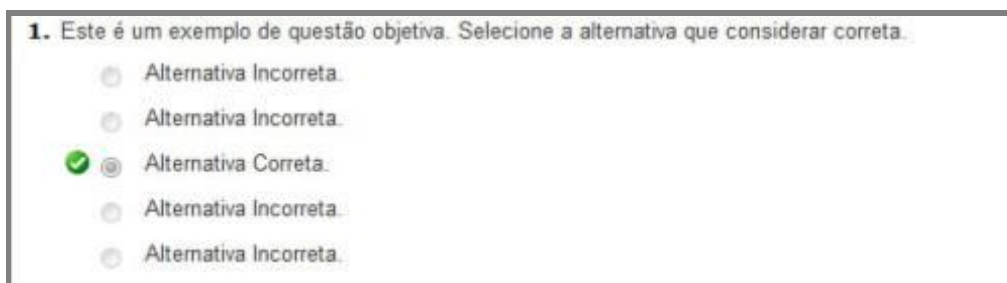 1. Este é um exemplo de questão objetiva. Selecione a alternativa que considerar correta.
Alternativa Incorreta.
Alternativa Incorreta.
Alternativa Correta.
Alternativa Incorreta.
Alternativa Incorreta.